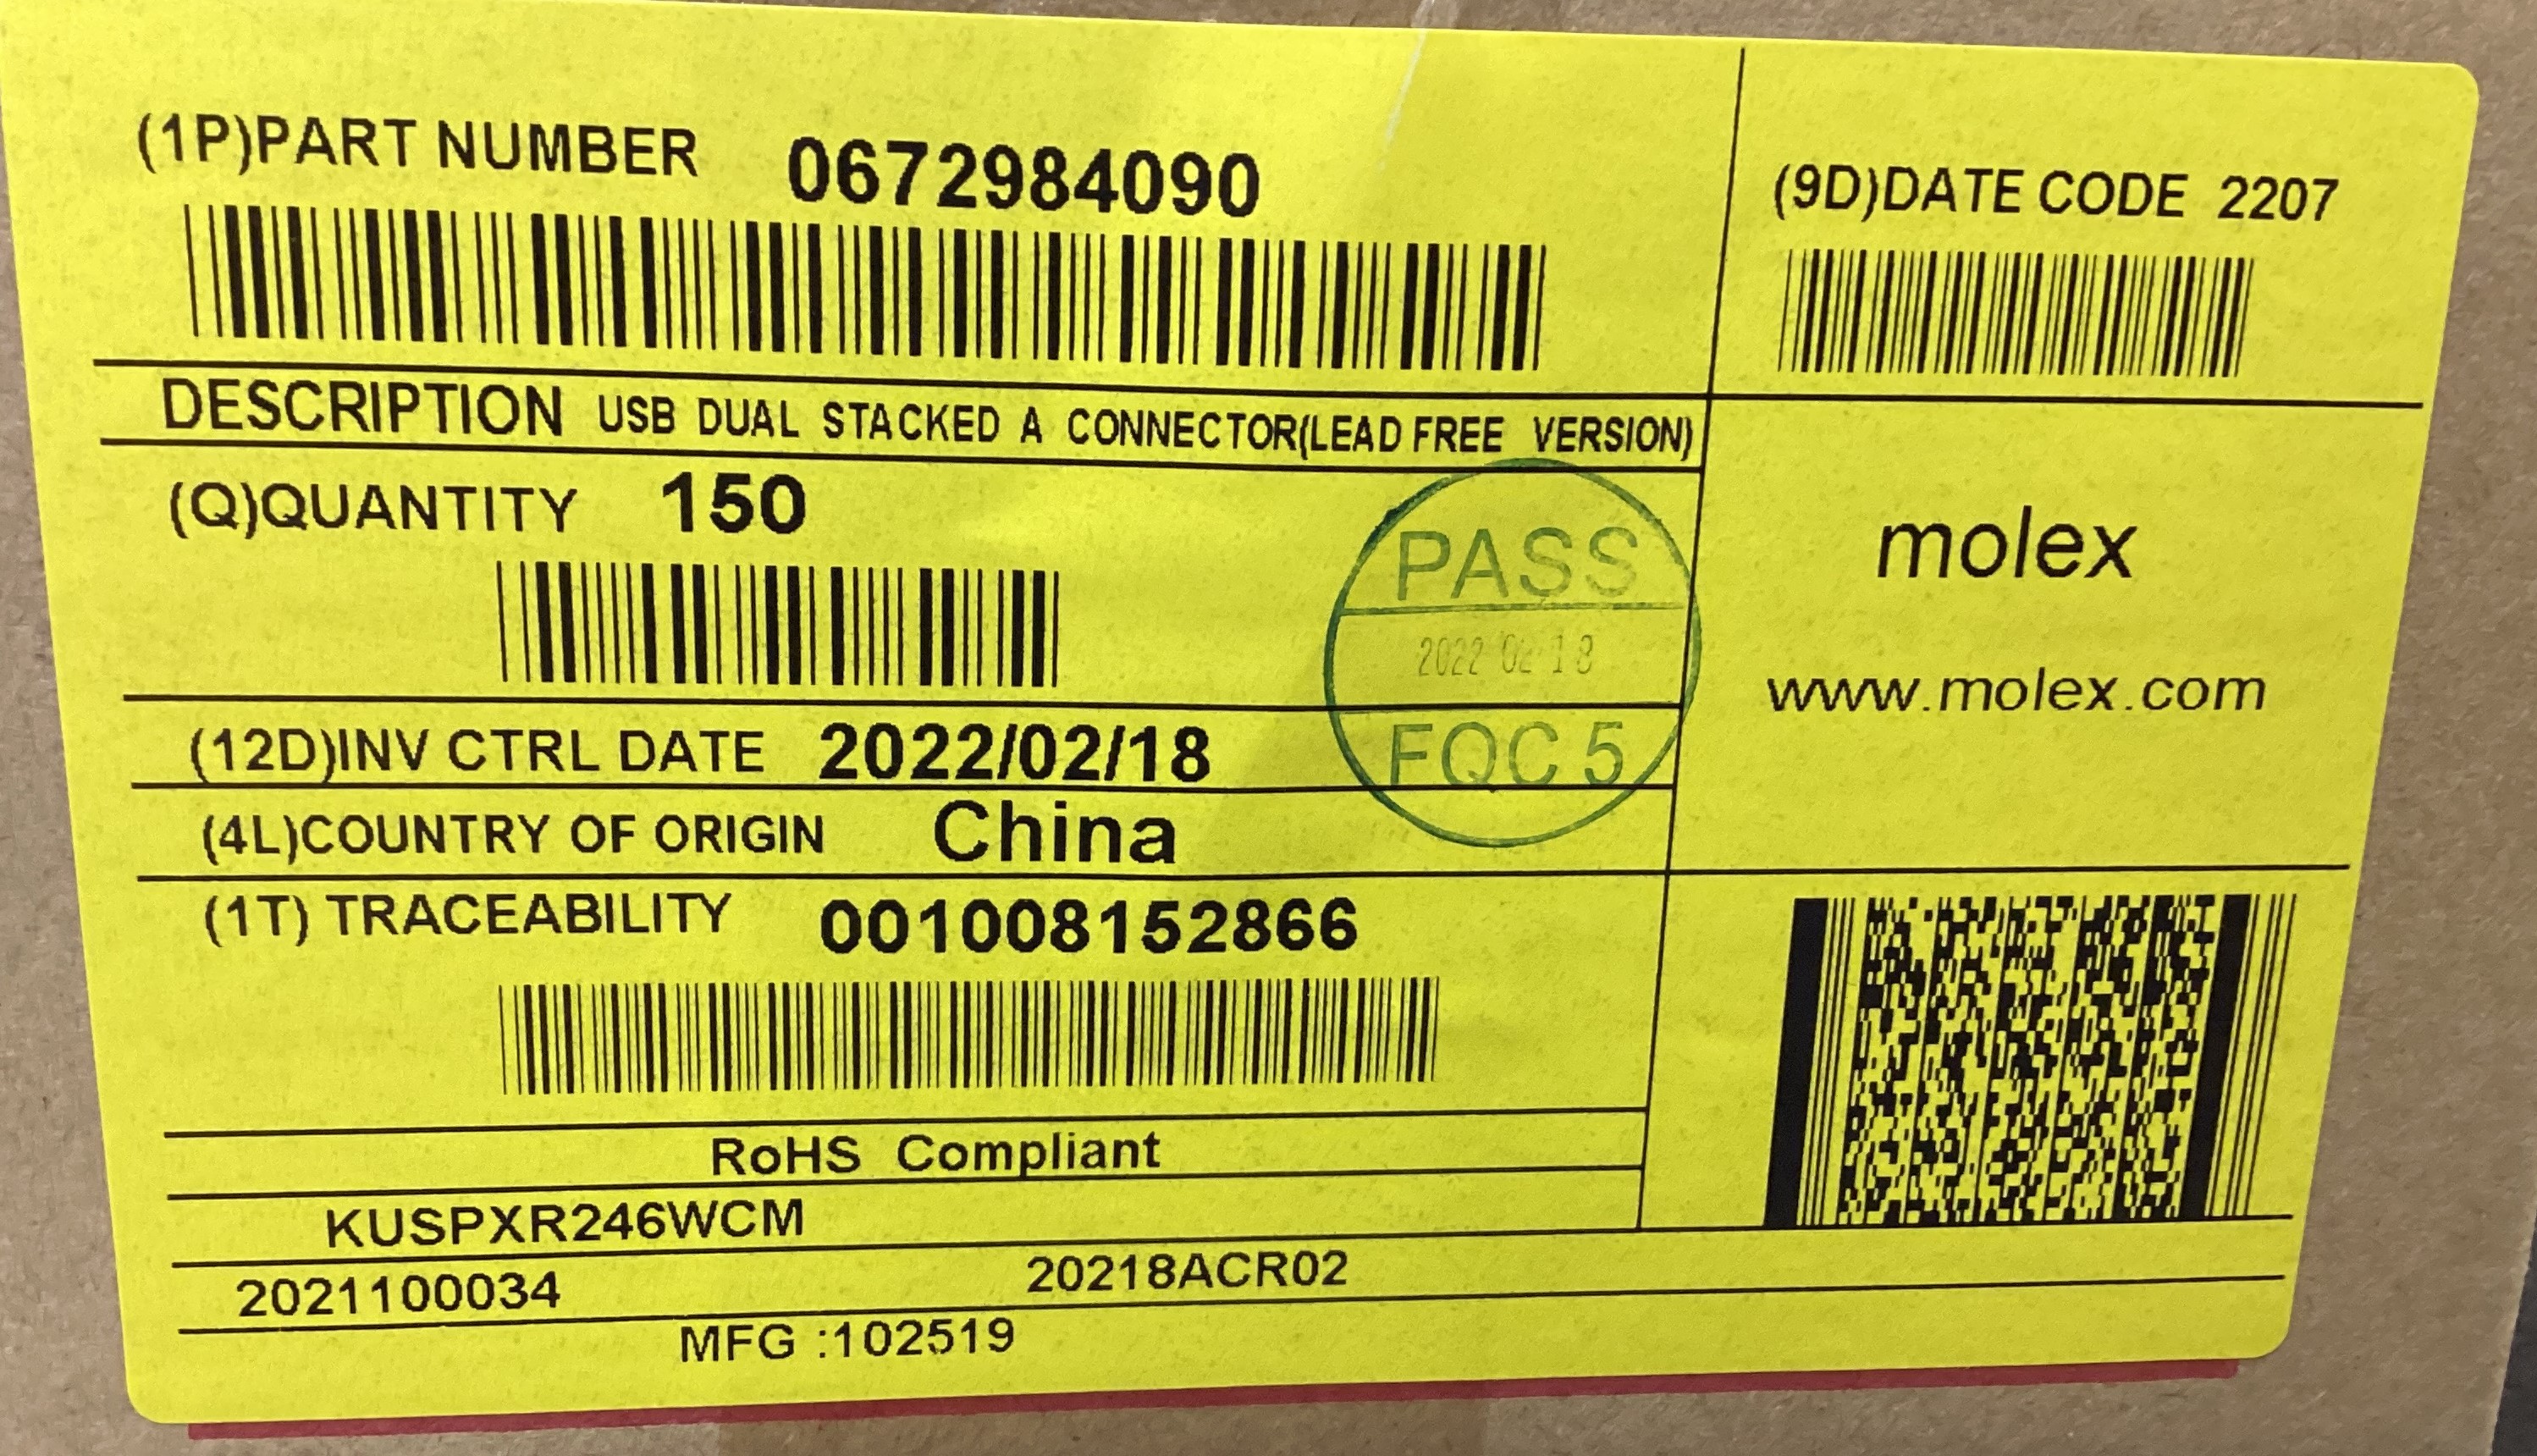 (1P)PART NUMBER 0672984090
(9D)DATE CODE 2207
DESCRIPTION USB DUAL STACKED A CONNECTOR(LEAD FREE VERSION)
(Q)QUANTITY 150
PASS
2022 02 18
FQC 5
molex
www.molex.com
(12D)INV CTRL DATE 2022/02/18
(4L)COUNTRY OF ORIGIN China
(1T) TRACEABILITY 001008152866
RoHS Compliant
KUSPXR246WCM
2021100034 20218ACR02
MFG :102519